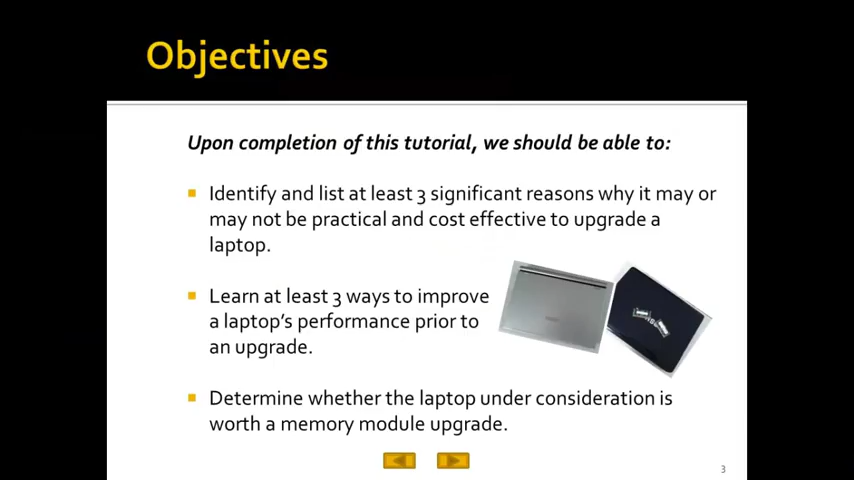 Objectives
Upon completion of this tutorial, we should be able to:
Identify and list at least 3 significant reasons why it may or
may not be practical and cost effective to upgrade a
laptop.
Learn at least 3 ways to improve
a laptop's performance prior to
an upgrade.
Determine whether the laptop under consideration is
worth a memory module upgrade.
3